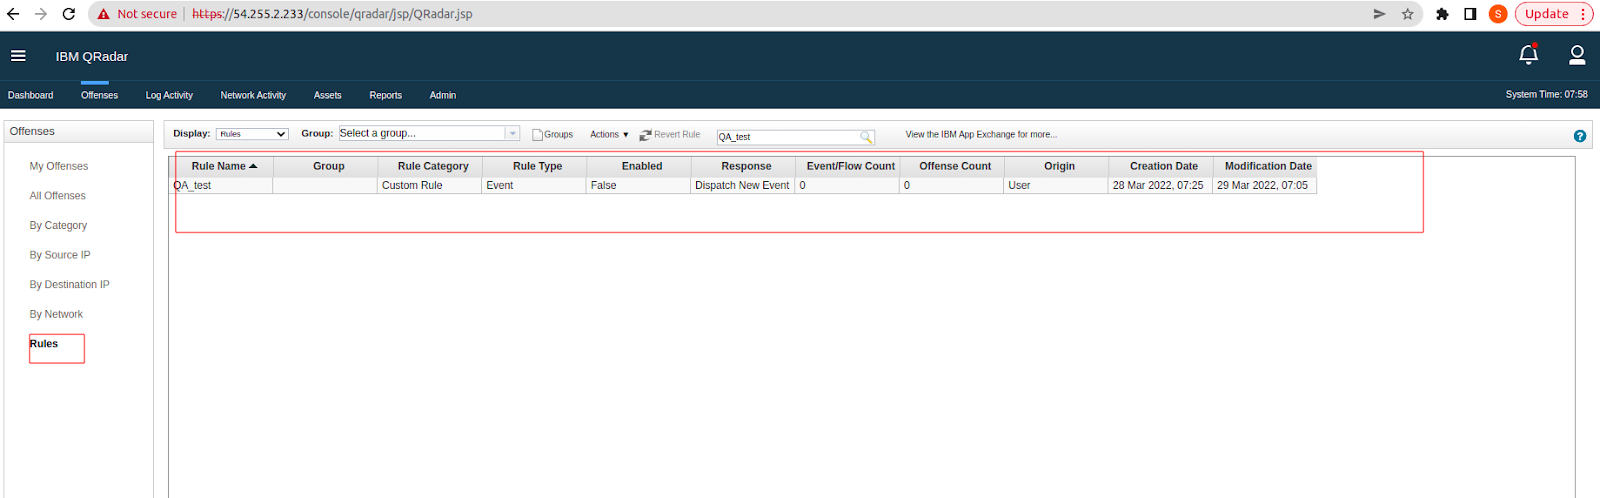 Not secure https://54.255.2.233/console/qradar/jsp/QRadar.jsp S Update
IBM QRadar
Dashboard Offenses Log Activity Network Activity Assets Reports Admin System Time: 07:58
Offenses
My Offenses
All Offenses
By Category
By Source IP
By Destination IP
By Network
Rules
Display: Rules Group: Select a group... Groups Actions Revert Rule QA_test View the IBM App Exchange for more... ?
Rule Name Group Rule Category Rule Type Enabled Response Event/Flow Count Offense Count Origin Creation Date Modification Date
QA_test Custom Rule Event False Dispatch New Event 0 0 User 28 Mar 2022, 07:25 29 Mar 2022, 07:05